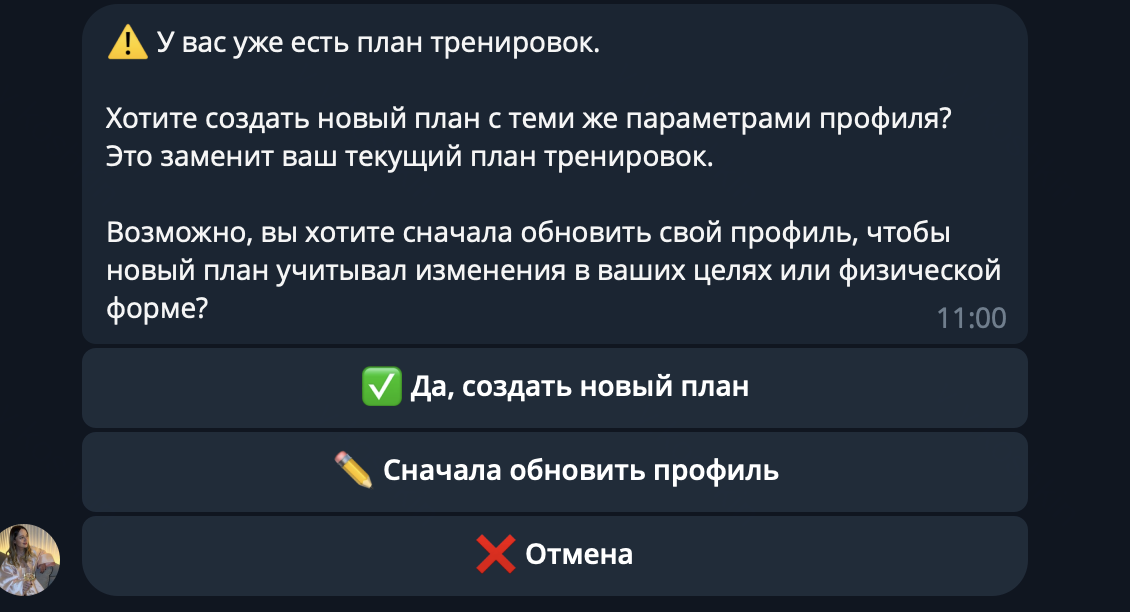 ⚠️ У вас уже есть план тренировок.
Хотите создать новый план с теми же параметрами профиля?
Это заменит ваш текущий план тренировок.
Возможно, вы хотите сначала обновить свой профиль, чтобы
новый план учитывал изменения в ваших целях или физической
форме?
11:00
✅ Да, создать новый план
✏️ Сначала обновить профиль
❌ Отмена